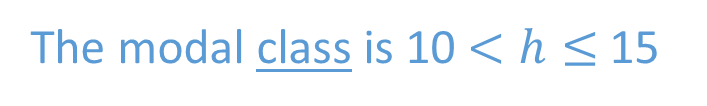 The modal class is 10 < h ≤ 15